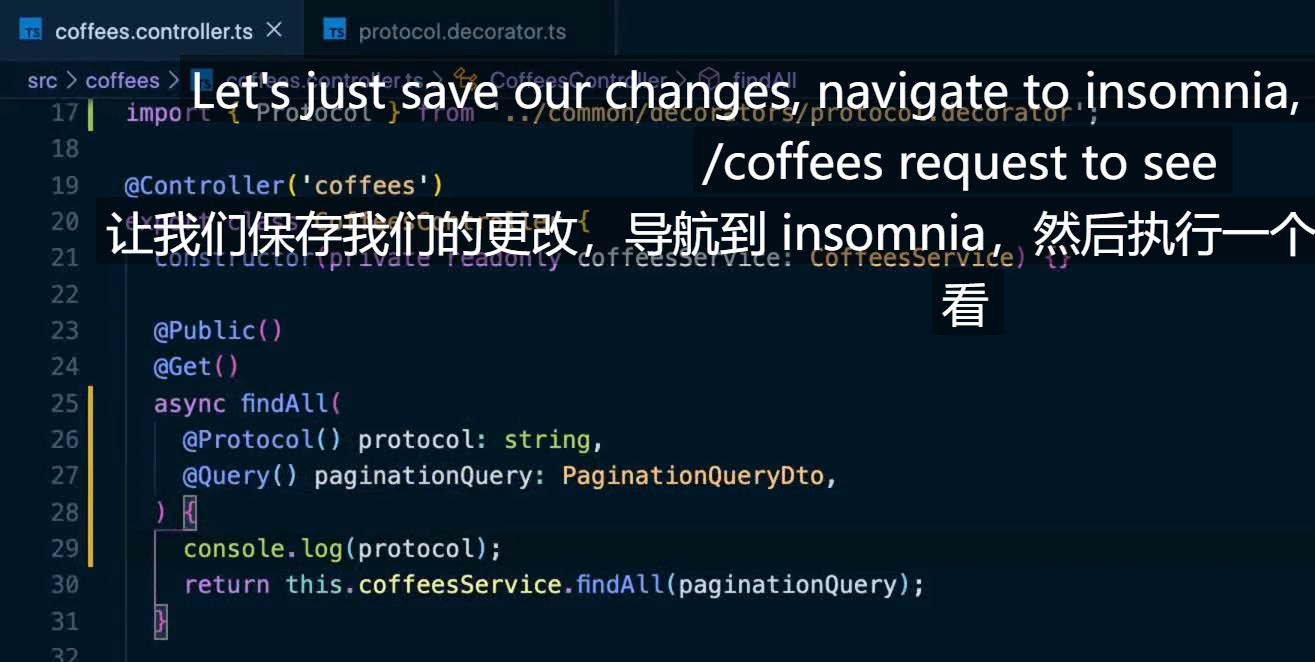 coffees.controller.ts ✕ protocol.decorator.ts
src > coffees > coffees.controller.ts > CoffeesController > findAll
Let's just save our changes, navigate to insomnia,
17 import { Protocol } from '../common/decorators/protocol.decorator';
18 /coffees request to see
19 @Controller('coffees')
20 export class CoffeesController {
让我们保存我们的更改，导航到 insomnia，然后执行一个
21 constructor(private readonly coffeesService: CoffeesService) {}
22 看
23 @Public()
24 @Get()
25 async findAll(
26 @Protocol() protocol: string,
27 @Query() paginationQuery: PaginationQueryDto,
28 ) {
29 console.log(protocol);
30 return this.coffeesService.findAll(paginationQuery);
31 }
32